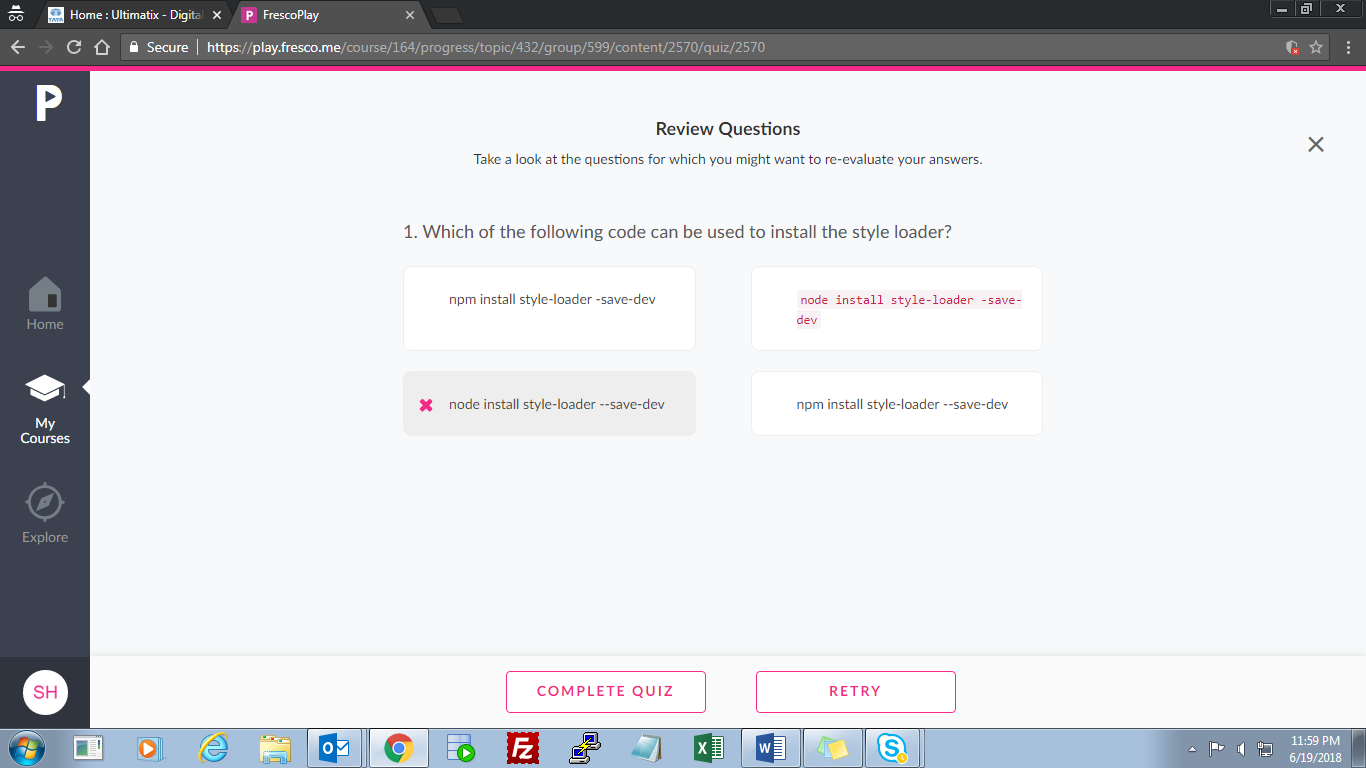 Home : Ultimatix - Digita
FrescoPlay
Secure
https://play.fresco.me/course/164/progress/topic/432/group/599/content/2570/quiz/2570
P
Review Questions
Take a look at the questions for which you might want to re-evaluate your answers.
1. Which of the following code can be used to install the style loader?
npm install style-loader -save-dev
node install style-loader -save-
dev
node install style-loader --save-dev
npm install style-loader --save-dev
Home
My
Courses
Explore
SH
COMPLETE QUIZ
RETRY
11:59 PM
6/19/2018